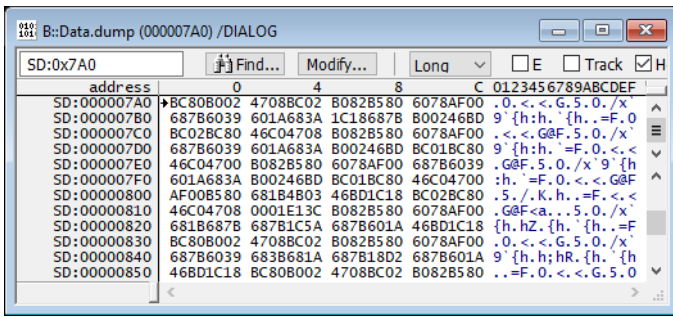 B::Data.dump (000007A0) /DIALOG
SD:0x7A0 Find... Modify... Long E Track H
address 0 4 8 C 0123456789ABCDEF
SD:000007A0 BC80B002 4708BC02 B082B580 6078AF00 .0.<.<.G.5.0./x`
SD:000007B0 687B6039 601A683A 1C18687B B00246BD 9`{h:h.`{h..=F.0
SD:000007C0 BC02BC80 46C04708 B082B580 6078AF00 .<.<.G@F.5.0./x`
SD:000007D0 687B6039 601A683A B00246BD BC01BC80 9`{h:h.`=F.0.<.<
SD:000007E0 46C04700 B082B580 6078AF00 687B6039 .G@F.5.0./x`9`{h
SD:000007F0 601A683A B00246BD BC01BC80 46C04700 :h.`=F.0.<.<.G@F
SD:00000800 AF00B580 681B4B03 46BD1C18 BC02BC80 .5./.K.h..=F.<.<
SD:00000810 46C04708 0001E13C B082B580 6078AF00 .G@F<a...5.0./x`
SD:00000820 681B687B 687B1C5A 687B601A 46BD1C18 {h.hZ.{h.`{h..=F
SD:00000830 BC80B002 4708BC02 B082B580 6078AF00 .0.<.<.G.5.0./x`
SD:00000840 687B6039 683B681A 687B18D2 687B601A 9`{h.h;hR.{h.`{h
SD:00000850 46BD1C18 BC80B002 4708BC02 B082B580 ..=F.0.<.<.G.5.0